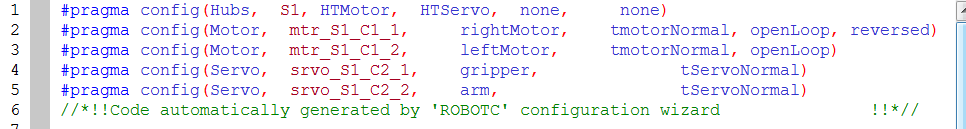 1 #pragma config(Hubs, S1, HTMotor, HTServo, none, none)
2 #pragma config(Motor, mtr_S1_C1_1, rightMotor, tmotorNormal, openLoop, reversed)
3 #pragma config(Motor, mtr_S1_C1_2, leftMotor, tmotorNormal, openLoop)
4 #pragma config(Servo, srvo_S1_C2_1, gripper, tServoNormal)
5 #pragma config(Servo, srvo_S1_C2_2, arm, tServoNormal)
6 //*!!Code automatically generated by 'ROBOTC' configuration wizard !!*//